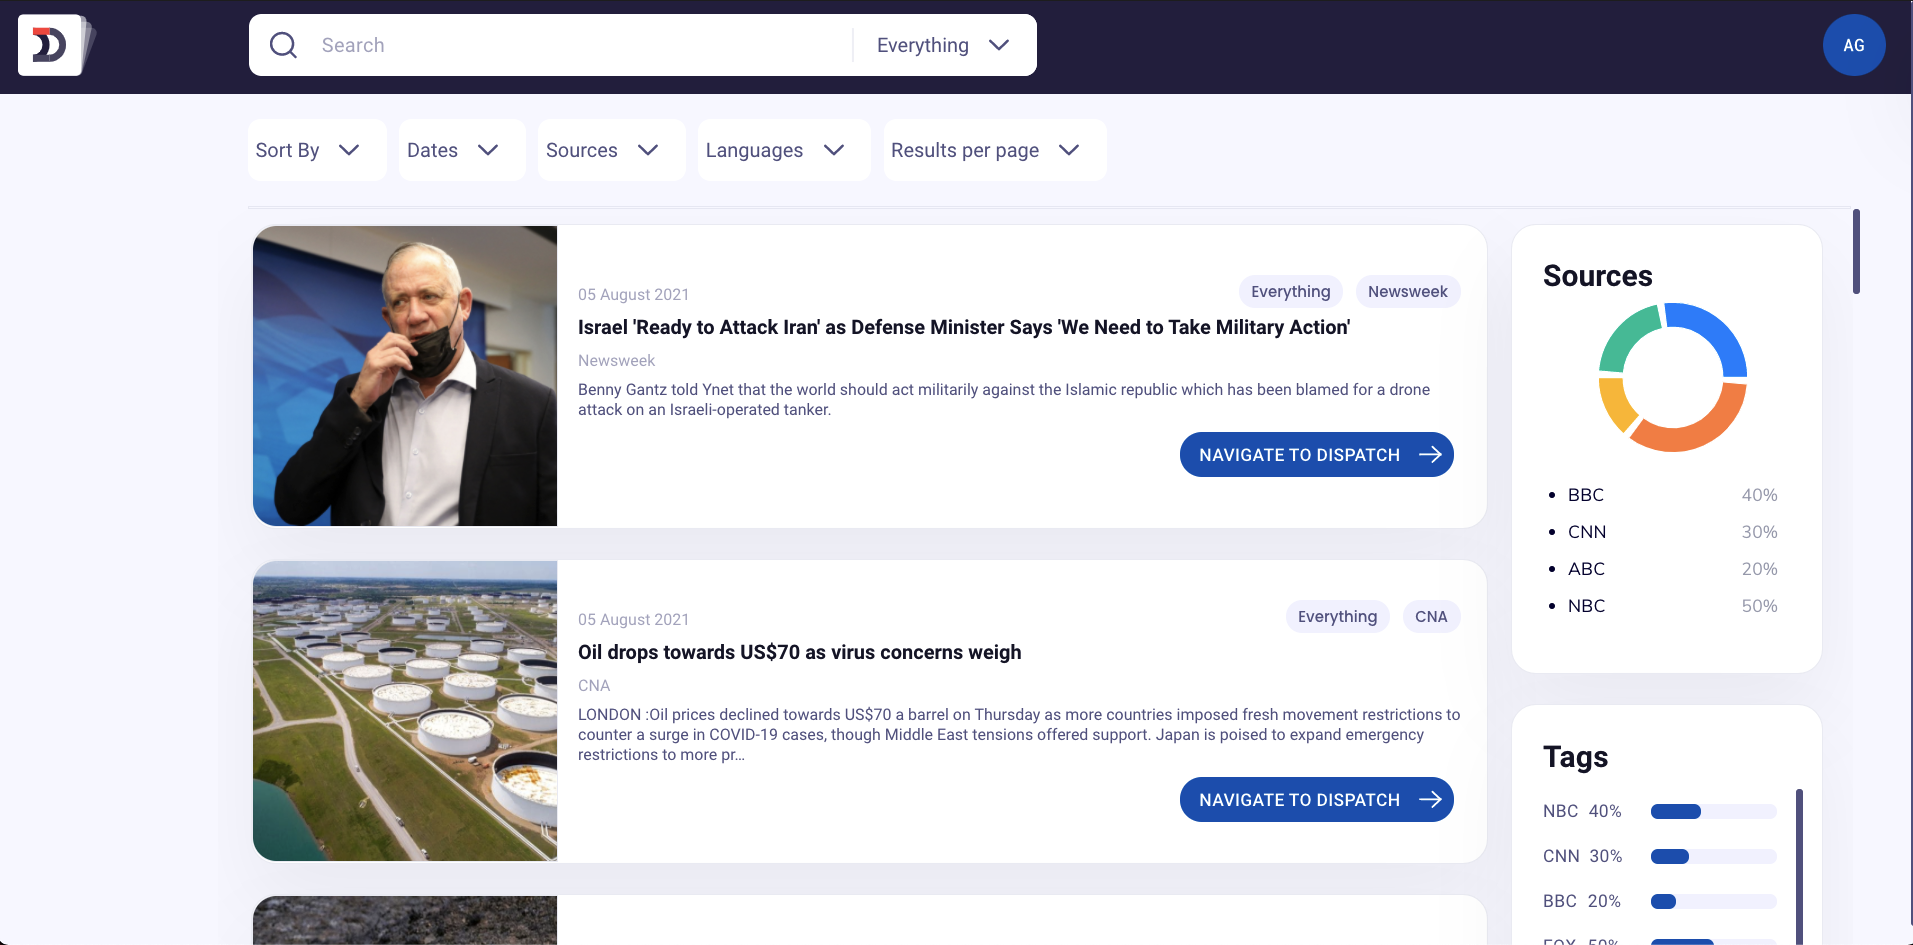 Search
Everything
AG
Sort By
Dates
Sources
Languages
Results per page
05 August 2021
Everything
Newsweek
Israel 'Ready to Attack Iran' as Defense Minister Says 'We Need to Take Military Action'
Newsweek
Benny Gantz told Ynet that the world should act militarily against the Islamic republic which has been blamed for a drone
attack on an Israeli-operated tanker.
NAVIGATE TO DISPATCH
05 August 2021
Everything
CNA
Oil drops towards US$70 as virus concerns weigh
CNA
LONDON :Oil prices declined towards US$70 a barrel on Thursday as more countries imposed fresh movement restrictions to
counter a surge in COVID-19 cases, though Middle East tensions offered support. Japan is poised to expand emergency
restrictions to more pr...
NAVIGATE TO DISPATCH
Sources
BBC 40%
CNN 30%
ABC 20%
NBC 50%
Tags
NBC 40%
CNN 30%
BBC 20%
FOX 50%